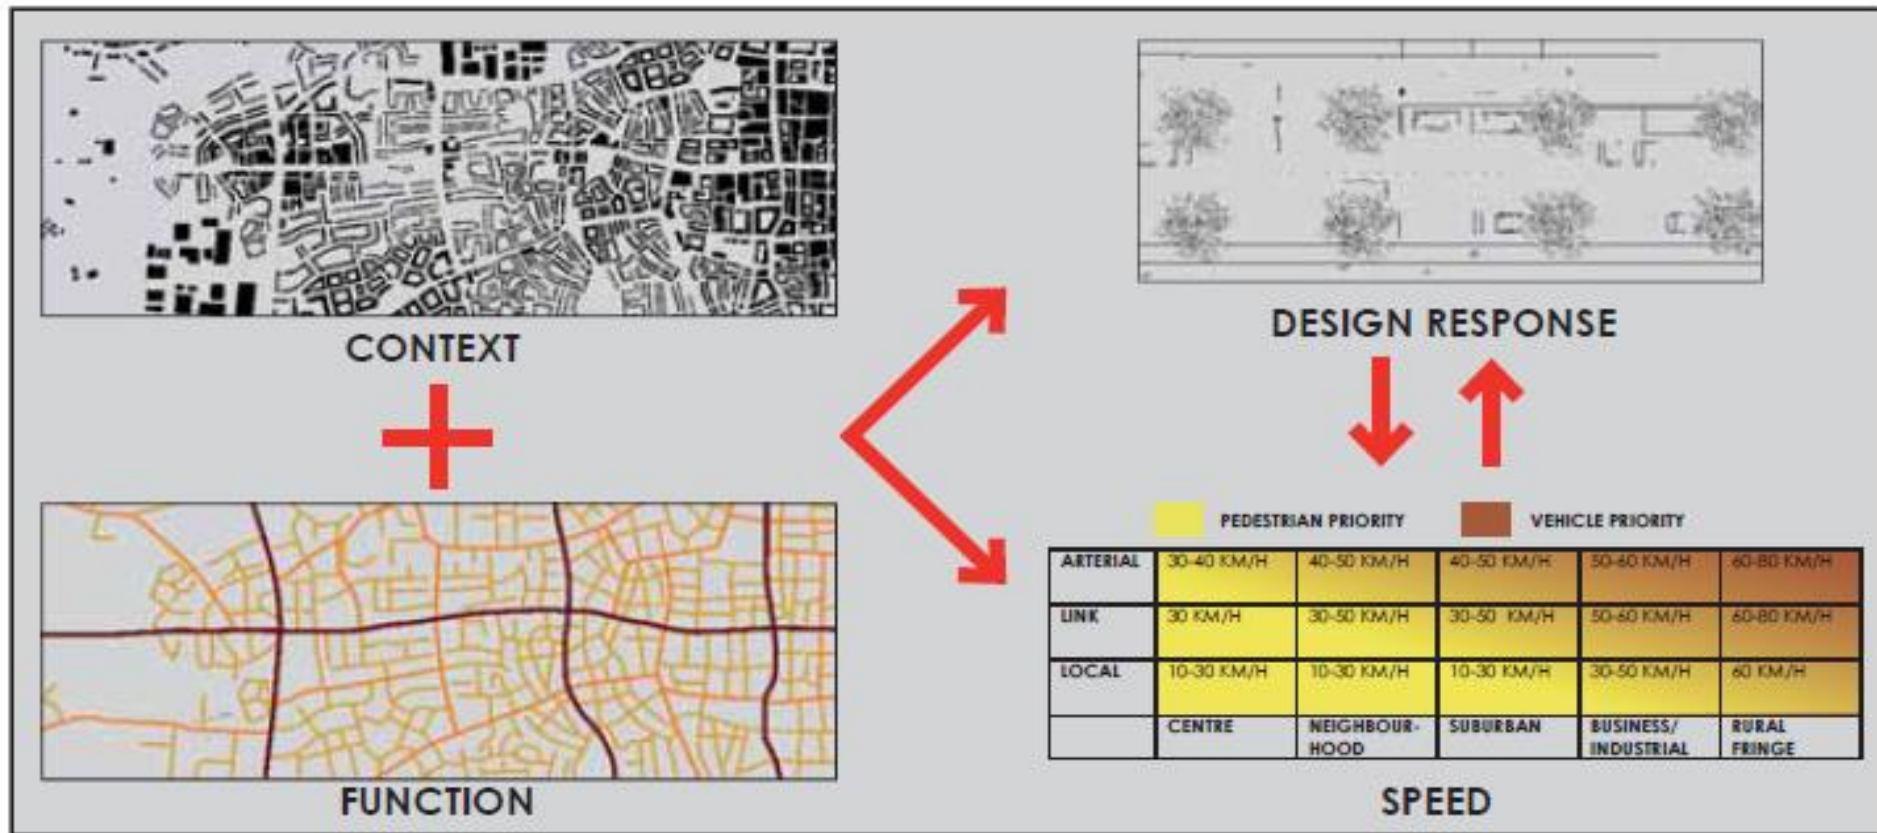 CONTEXT
FUNCTION
DESIGN RESPONSE
PEDESTRIAN PRIORITY VEHICLE PRIORITY
ARTERIAL 30-40 KM/H 40-50 KM/H 40-50 KM/H 50-60 KM/H 60-80 KM/H
LINK 30 KM/H 30-50 KM/H 30-50 KM/H 50-60 KM/H 60-80 KM/H
LOCAL 10-30 KM/H 10-30 KM/H 10-30 KM/H 30-50 KM/H 60 KM/H
CENTRE NEIGHBOUR- SUBURBAN BUSINESS/ RURAL
HOOD INDUSTRIAL FRINGE
SPEED